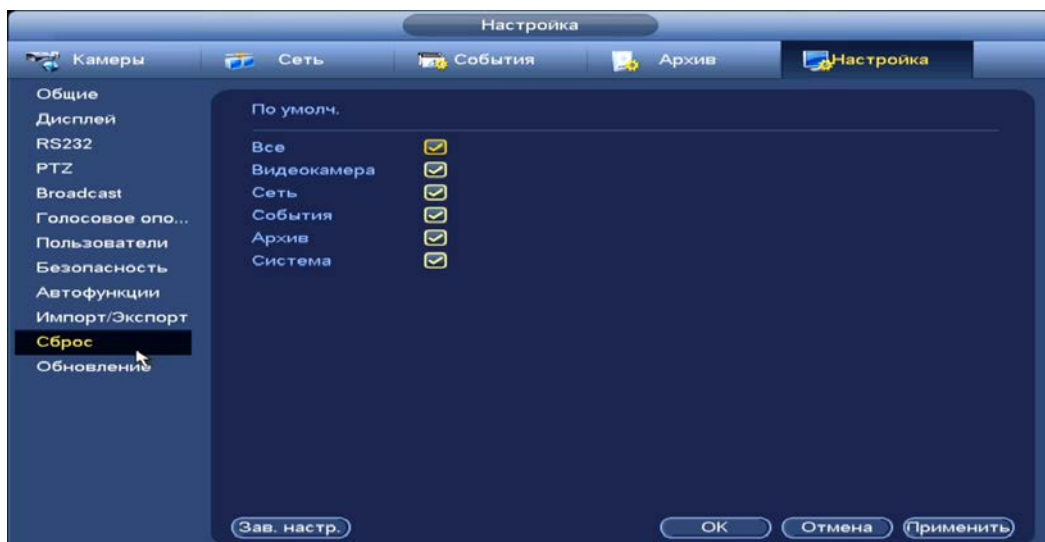 Настройка
Камеры
Сеть
События
Архив
Настройка
Общие
Дисплей
RS232
PTZ
Broadcast
Голосовое опо...
Пользователи
Безопасность
Автофункции
Импорт/Экспорт
Сброс
Обновление
По умолч.
Все
Видеокамера
Сеть
События
Архив
Система
Зав. настр.
OK
Отмена
Применить